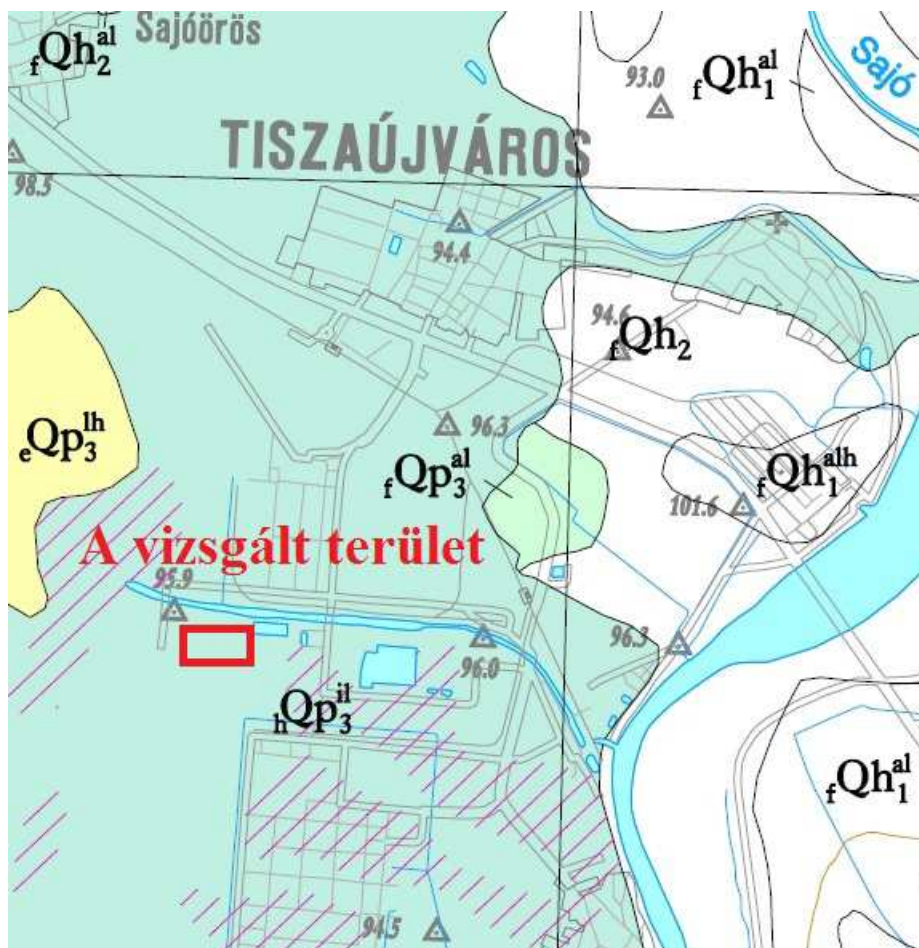 fQh2al
Sajóörös
93.0
fQh1al
Sajó
TISZAÚJVÁROS
98.5
94.4
94.6
fQh2
eQp3lh
96.3
fQp3al
101.6
fQh1alh
A vizsgált terület
95.9
96.0
96.3
hQp3il
fQh1al
94.5